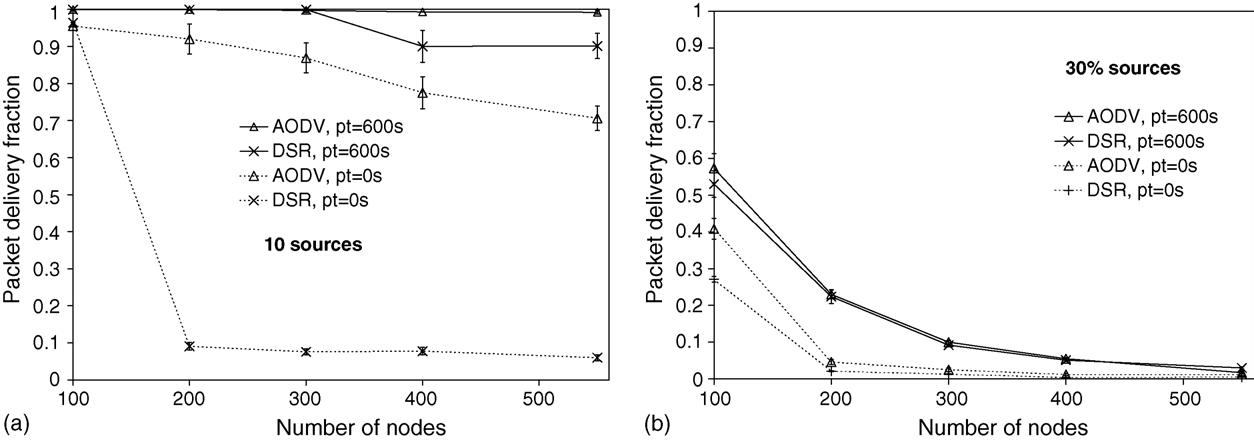 1
0.9
0.8
0.7
0.6
0.5
0.4
0.3
0.2
0.1
0
Packet delivery fraction
AODV, pt=600s
DSR, pt=600s
AODV, pt=0s
DSR, pt=0s
10 sources
100 200 300 400 500
Number of nodes
(a)
1
0.9
0.8
0.7
0.6
0.5
0.4
0.3
0.2
0.1
0
Packet delivery fraction
30% sources
AODV, pt=600s
DSR, pt=600s
AODV, pt=0s
DSR, pt=0s
100 200 300 400 500
Number of nodes
(b)